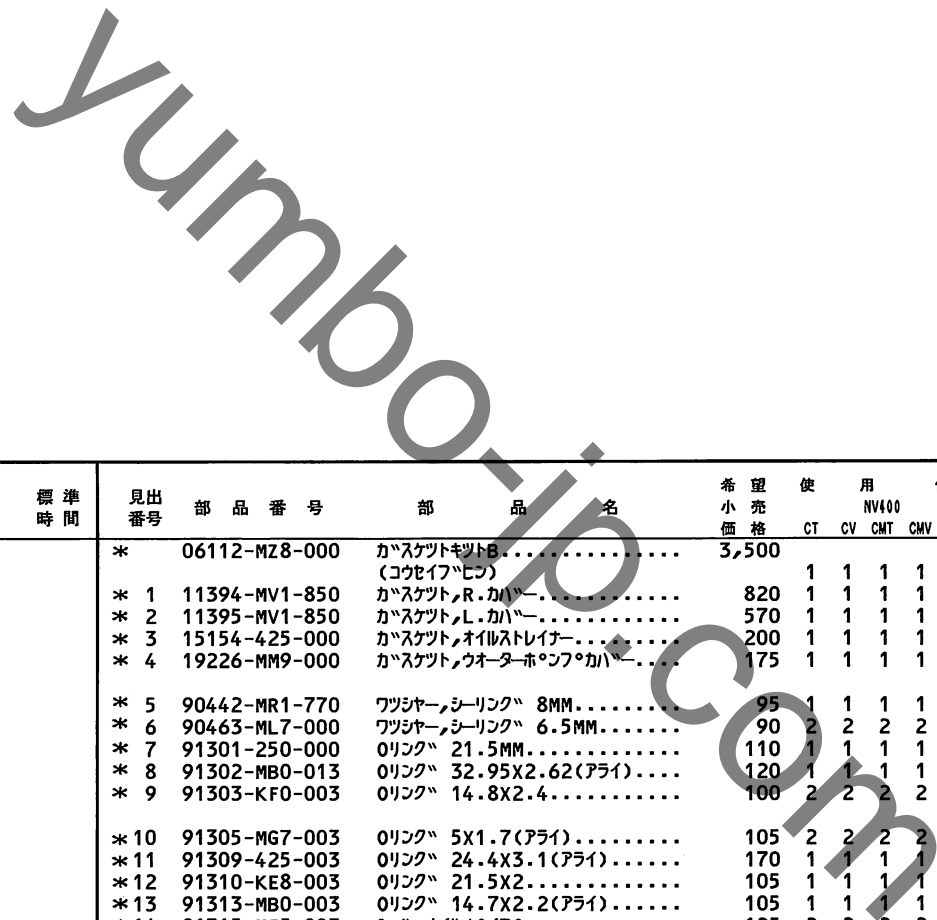 yumbo-jp.com
標準時間 見出番号 部品番号 部品名 希望小売価格 使用
NV400
CT CV CMT CMV
* 06112-MZ8-000 ガスケツトキツトB............... 3,500
(コウセイブヒン) 1 1 1 1
* 1 11394-MV1-850 ガスケツト,R.カバー............ 820 1 1 1 1
* 2 11395-MV1-850 ガスケツト,L.カバー............ 570 1 1 1 1
* 3 15154-425-000 ガスケツト,オイルストレイナー......... 200 1 1 1 1
* 4 19226-MM9-000 ガスケツト,ウオーターポンプカバー.... 175 1 1 1 1
* 5 90442-MR1-770 ワツシヤー,シーリング 8MM......... 95 1 1 1 1
* 6 90463-ML7-000 ワツシヤー,シーリング 6.5MM....... 90 2 2 2 2
* 7 91301-250-000 Oリング 21.5MM............. 110 1 1 1 1
* 8 91302-MB0-013 Oリング 32.95X2.62(アライ).... 120 1 1 1 1
* 9 91303-KF0-003 Oリング 14.8X2.4........... 100 2 2 2 2
*10 91305-MG7-003 Oリング 5X1.7(アライ)......... 105 2 2 2 2
*11 91309-425-003 Oリング 24.4X3.1(アライ)...... 170 1 1 1 1
*12 91310-KE8-003 Oリング 21.5X2............. 105 1 1 1 1
*13 91313-MB0-003 Oリング 14.7X2.2(アライ)...... 105 1 1 1 1